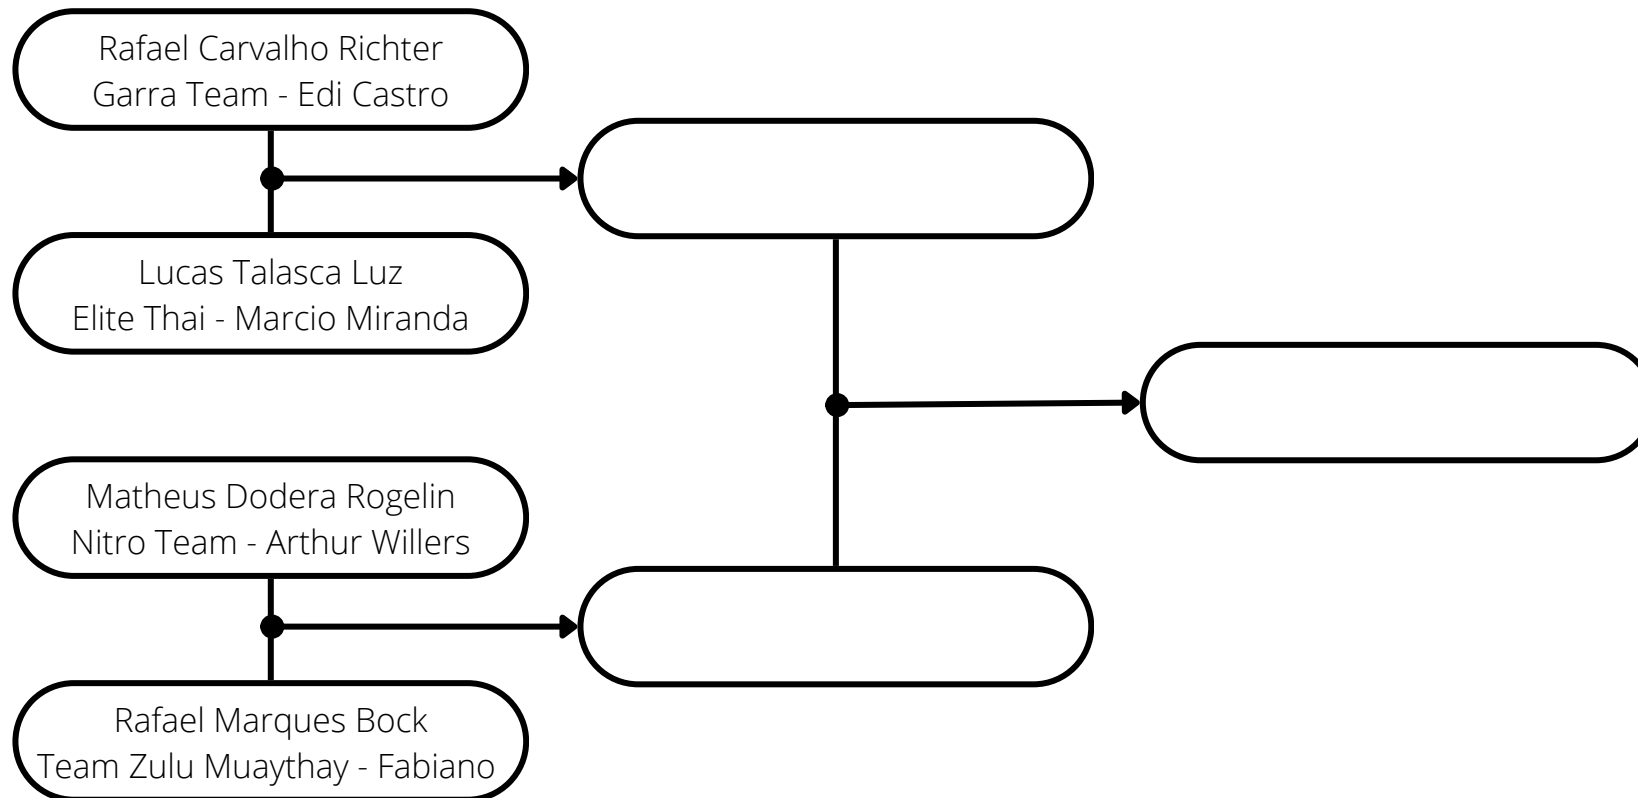 Rafael Carvalho Richter
Garra Team - Edi Castro
Lucas Talasca Luz
Elite Thai - Marcio Miranda
Matheus Dodera Rogelin
Nitro Team - Arthur Willers
Rafael Marques Bock
Team Zulu Muaythay - Fabiano